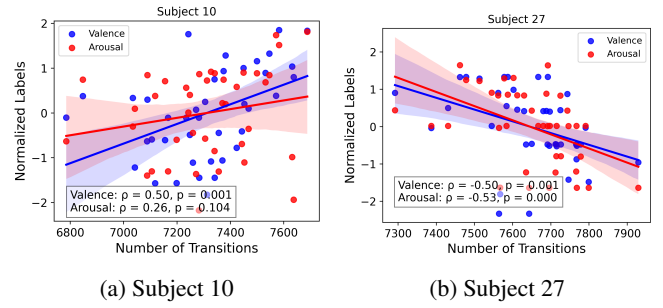 Subject 10
Valence
Arousal
Normalized Labels
2
1
0
−1
−2
Valence: ρ = 0.50, p = 0.001
Arousal: ρ = 0.26, p = 0.104
6800
7000
7200
7400
7600
Number of Transitions
(a) Subject 10
Subject 27
Valence
Arousal
Normalized Labels
2
1
0
−1
−2
Valence: ρ = -0.50, p = 0.001
Arousal: ρ = -0.53, p = 0.000
7300
7400
7500
7600
7700
7800
7900
Number of Transitions
(b) Subject 27